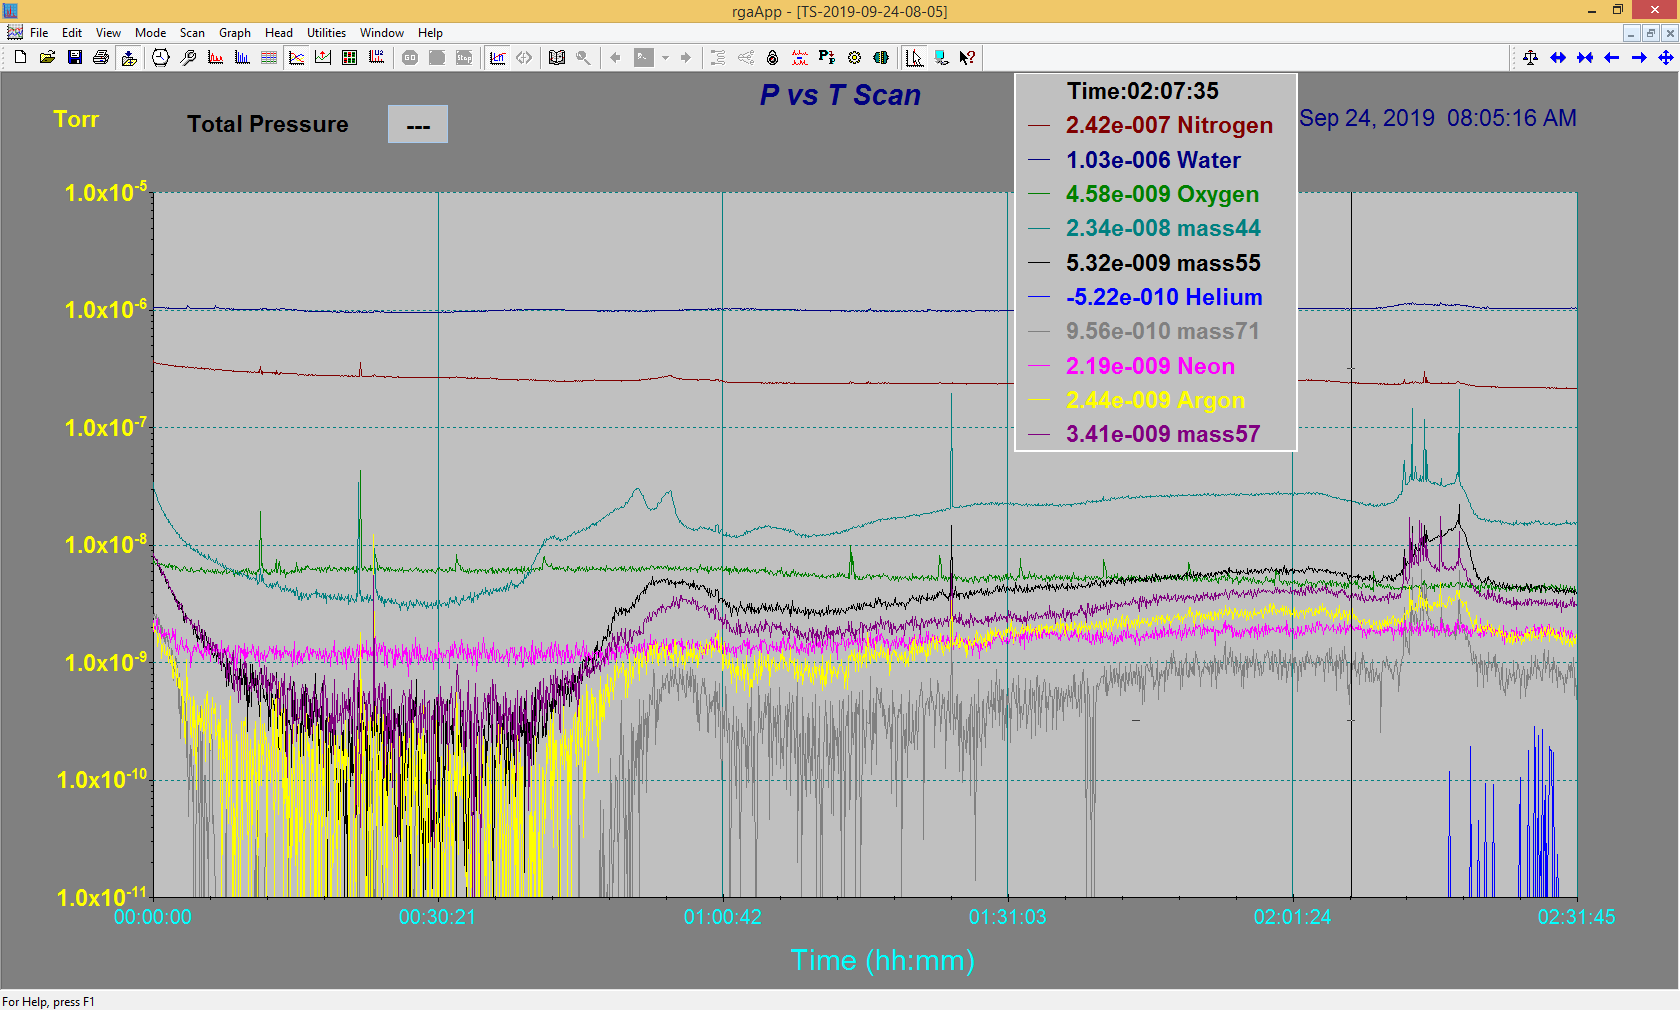 rgaApp - [TS-2019-09-24-08-05]
File Edit View Mode Scan Graph Head Utilities Window Help
GO Stop
P vs T Scan
Torr
Total Pressure ---
Sep 24, 2019 08:05:16 AM
Time:02:07:35
2.42e-007 Nitrogen
1.03e-006 Water
4.58e-009 Oxygen
2.34e-008 mass44
5.32e-009 mass55
-5.22e-010 Helium
9.56e-010 mass71
2.19e-009 Neon
2.44e-009 Argon
3.41e-009 mass57
1.0x10-5
1.0x10-6
1.0x10-7
1.0x10-8
1.0x10-9
1.0x10-10
1.0x10-11
00:00:00 00:30:21 01:00:42 01:31:03 02:01:24 02:31:45
Time (hh:mm)
For Help, press F1